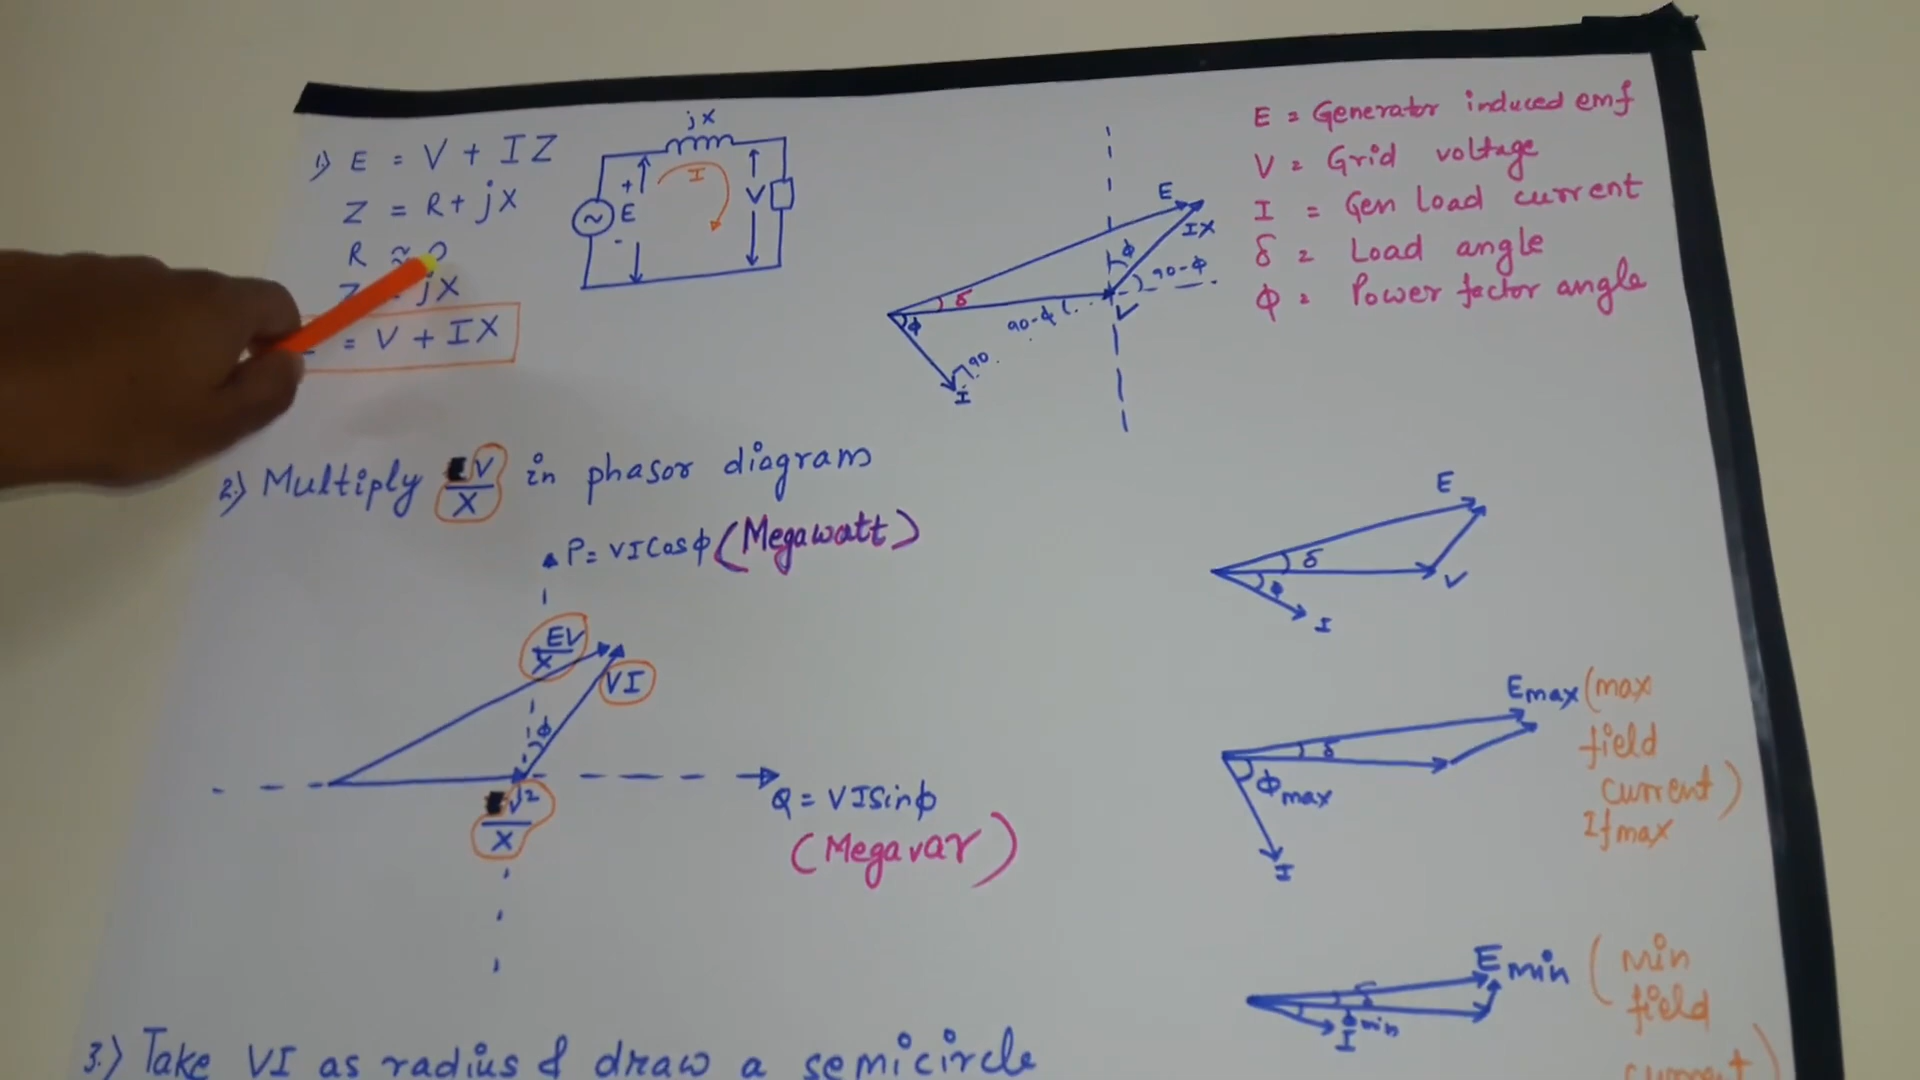 1) E = V + IZ
Z = R + jX
R ≈ 0
Z = jX
= V + IX
jX
I
+
E
-
V
E
IX
ϕ
90-ϕ
δ
ϕ
90-ϕ
V
90
I
E = Generator induced emf
V = Grid voltage
I = Gen load current
δ = Load angle
ϕ = Power factor angle
2.) Multiply V/X in phasor diagram
P = VICosϕ (Megawatt)
EV/X
VI
ϕ
V²/X
Q = VISinϕ
(Megavar)
E
δ
ϕ
V
I
Emax (max
field
current)
Ifmax
δ
ϕmax
I
Emin (min
field
current)
δ
ϕmin
I
3.) Take VI as radius & draw a semicircle